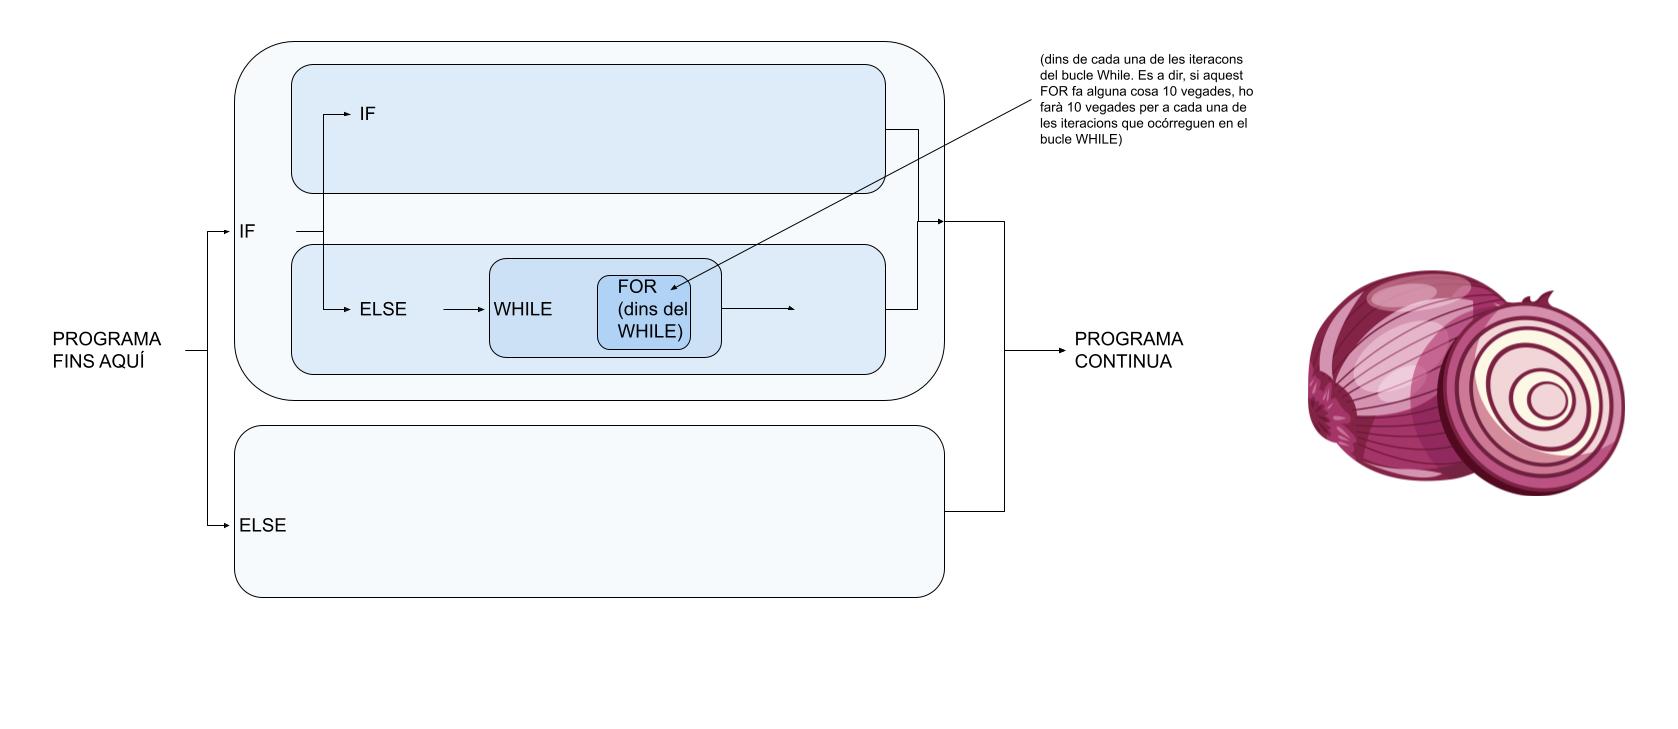 (dins de cada una de les iteracons
del bucle While. Es a dir, si aquest
FOR fa alguna cosa 10 vegades, ho
farà 10 vegades per a cada una de
les iteracions que ocórreguen en el
bucle WHILE)
IF
IF
FOR
(dins del
WHILE)
ELSE
WHILE
PROGRAMA
FINS AQUÍ
PROGRAMA
CONTINUA
ELSE